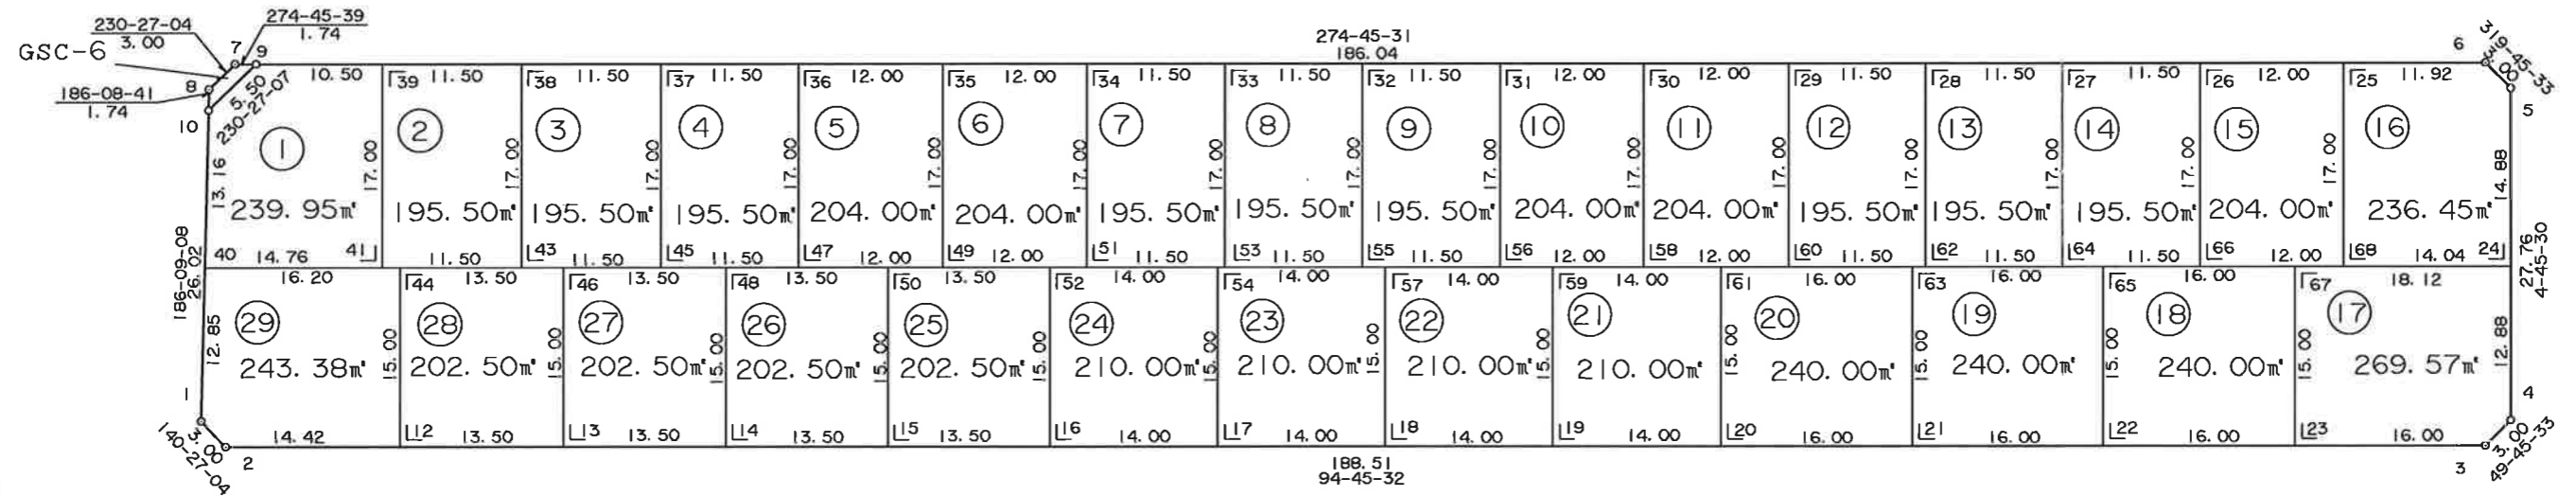 230-27-04
3.00
274-45-39
1.74
GSC-6
7 9
8
186-08-41
1.74
10
5.50
230-27-07
274-45-31
186.04
6
319-45-33
3.00
5
10.50 39 11.50 38 11.50 37 11.50 36 12.00 35 12.00 34 11.50 33 11.50 32 11.50 31 12.00 30 12.00 29 11.50 28 11.50 27 11.50 26 12.00 25 11.92
1 2 3 4 5 6 7 8 9 10 11 12 13 14 15 16
13.16 17.00 17.00 17.00 17.00 17.00 17.00 17.00 17.00 17.00 17.00 17.00 17.00 17.00 17.00 17.00 14.88
239.95㎡ 195.50㎡ 195.50㎡ 195.50㎡ 204.00㎡ 204.00㎡ 195.50㎡ 195.50㎡ 195.50㎡ 204.00㎡ 204.00㎡ 195.50㎡ 195.50㎡ 195.50㎡ 204.00㎡ 236.45㎡
40 14.76 41 11.50 43 11.50 45 11.50 47 12.00 49 12.00 51 11.50 53 11.50 55 11.50 56 12.00 58 12.00 60 11.50 62 11.50 64 11.50 66 12.00 68 14.04 24
186-09-08
26.02
27.76
4-45-30
16.20 44 13.50 46 13.50 48 13.50 50 13.50 52 14.00 54 14.00 57 14.00 59 14.00 61 16.00 63 16.00 65 16.00 67 18.12
29 28 27 26 25 24 23 22 21 20 19 18 17
12.85 15.00 15.00 15.00 15.00 15.00 15.00 15.00 15.00 15.00 15.00 15.00 15.00 12.88
243.38㎡ 202.50㎡ 202.50㎡ 202.50㎡ 202.50㎡ 210.00㎡ 210.00㎡ 210.00㎡ 210.00㎡ 240.00㎡ 240.00㎡ 240.00㎡ 269.57㎡
1
4
14.42 12 13.50 13 13.50 14 13.50 15 13.50 16 14.00 17 14.00 18 14.00 19 14.00 20 16.00 21 16.00 22 16.00 23 16.00
3.00
140-27-04
2
188.51
94-45-32
3
3.00
49-45-33